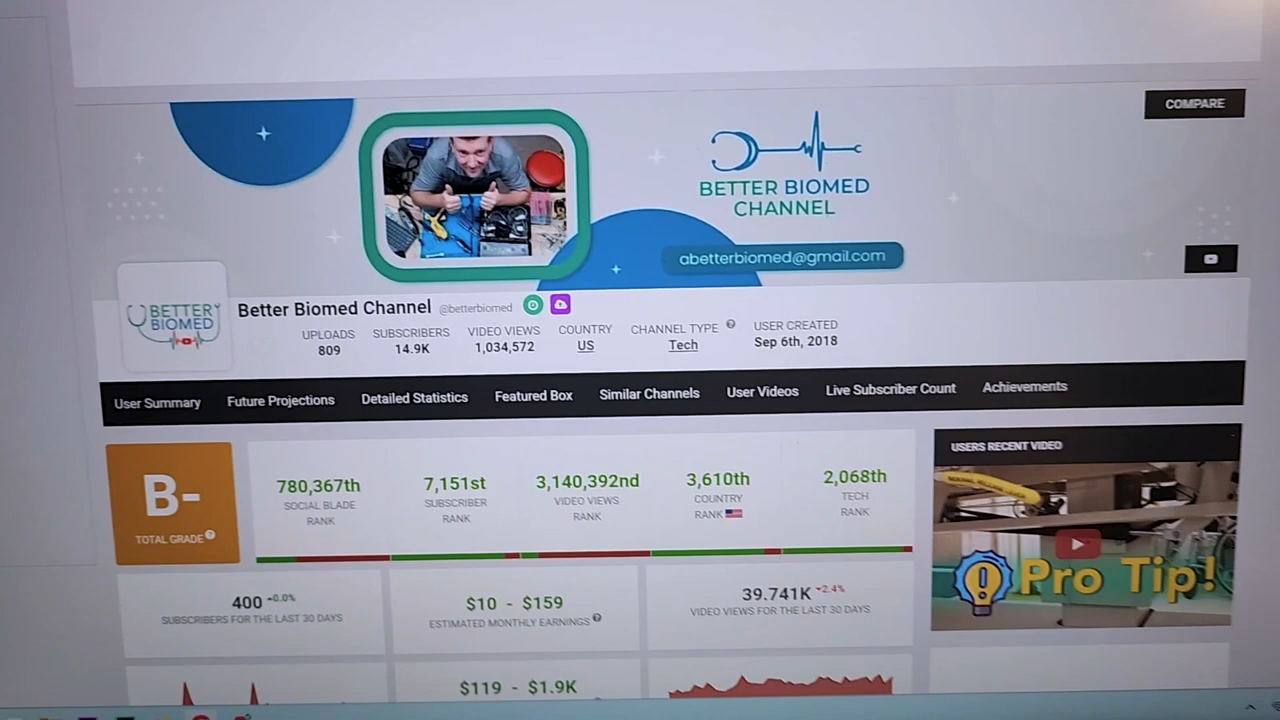 COMPARE
BETTER BIOMED
CHANNEL
abetterbiomed@gmail.com
BETTER
BIOMED
Better Biomed Channel @betterbiomed
UPLOADS SUBSCRIBERS VIDEO VIEWS COUNTRY CHANNEL TYPE USER CREATED
809 14.9K 1,034,572 US Tech Sep 6th, 2018
User Summary Future Projections Detailed Statistics Featured Box Similar Channels User Videos Live Subscriber Count Achievements
B-
TOTAL GRADE
780,367th 7,151st 3,140,392nd 3,610th 2,068th
SOCIAL BLADE SUBSCRIBER VIDEO VIEWS COUNTRY TECH
RANK RANK RANK RANK RANK
USERS RECENT VIDEO
Pro Tip!
400 0.0% $10 - $159 39.741K -2.4%
SUBSCRIBERS FOR THE LAST 30 DAYS ESTIMATED MONTHLY EARNINGS VIDEO VIEWS FOR THE LAST 30 DAYS
$119 - $1.9K